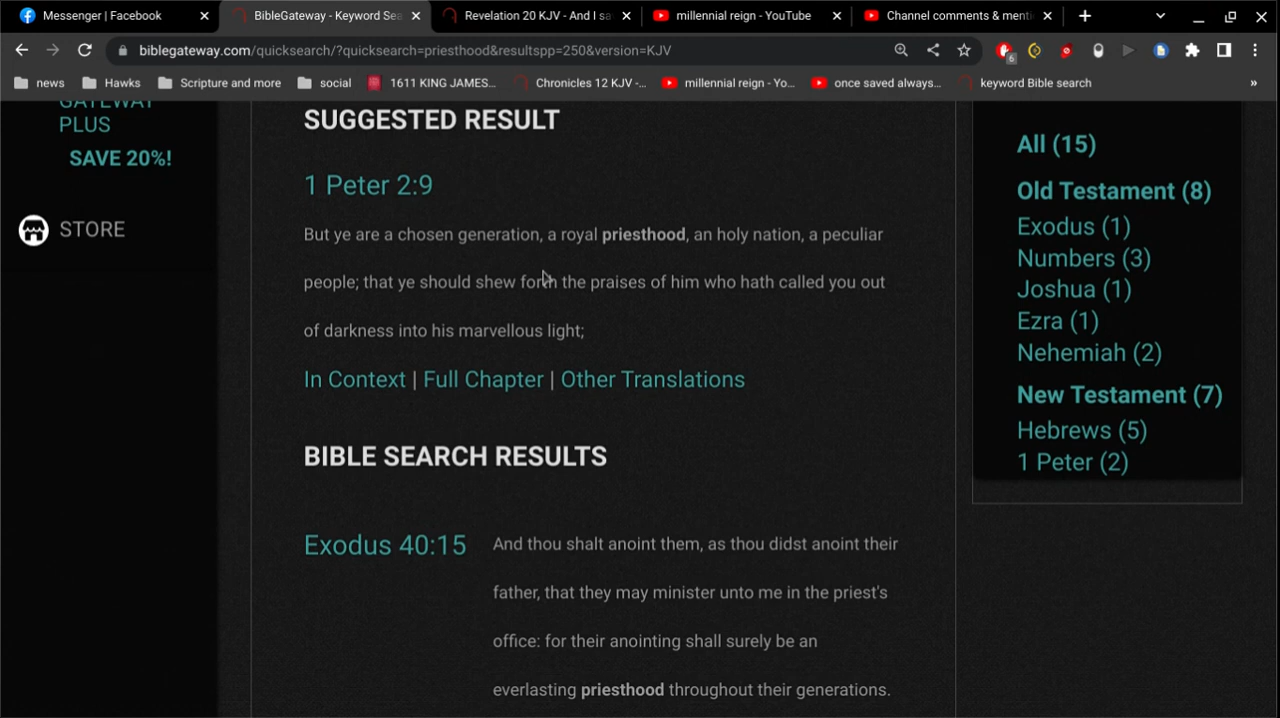 Messenger | Facebook
BibleGateway - Keyword Sea
Revelation 20 KJV - And I sa
millennial reign - YouTube
Channel comments & menti
biblegateway.com/quicksearch/?quicksearch=priesthood&resultspp=250&version=KJV
6
news
Hawks
Scripture and more
social
1611 KING JAMES...
Chronicles 12 KJV -...
millennial reign - Yo...
once saved always...
keyword Bible search
»
GATEWAY
PLUS
SAVE 20%!
STORE
SUGGESTED RESULT
1 Peter 2:9
But ye are a chosen generation, a royal priesthood, an holy nation, a peculiar
people; that ye should shew forth the praises of him who hath called you out
of darkness into his marvellous light;
In Context | Full Chapter | Other Translations
BIBLE SEARCH RESULTS
Exodus 40:15
And thou shalt anoint them, as thou didst anoint their
father, that they may minister unto me in the priest's
office: for their anointing shall surely be an
everlasting priesthood throughout their generations.
All (15)
Old Testament (8)
Exodus (1)
Numbers (3)
Joshua (1)
Ezra (1)
Nehemiah (2)
New Testament (7)
Hebrews (5)
1 Peter (2)